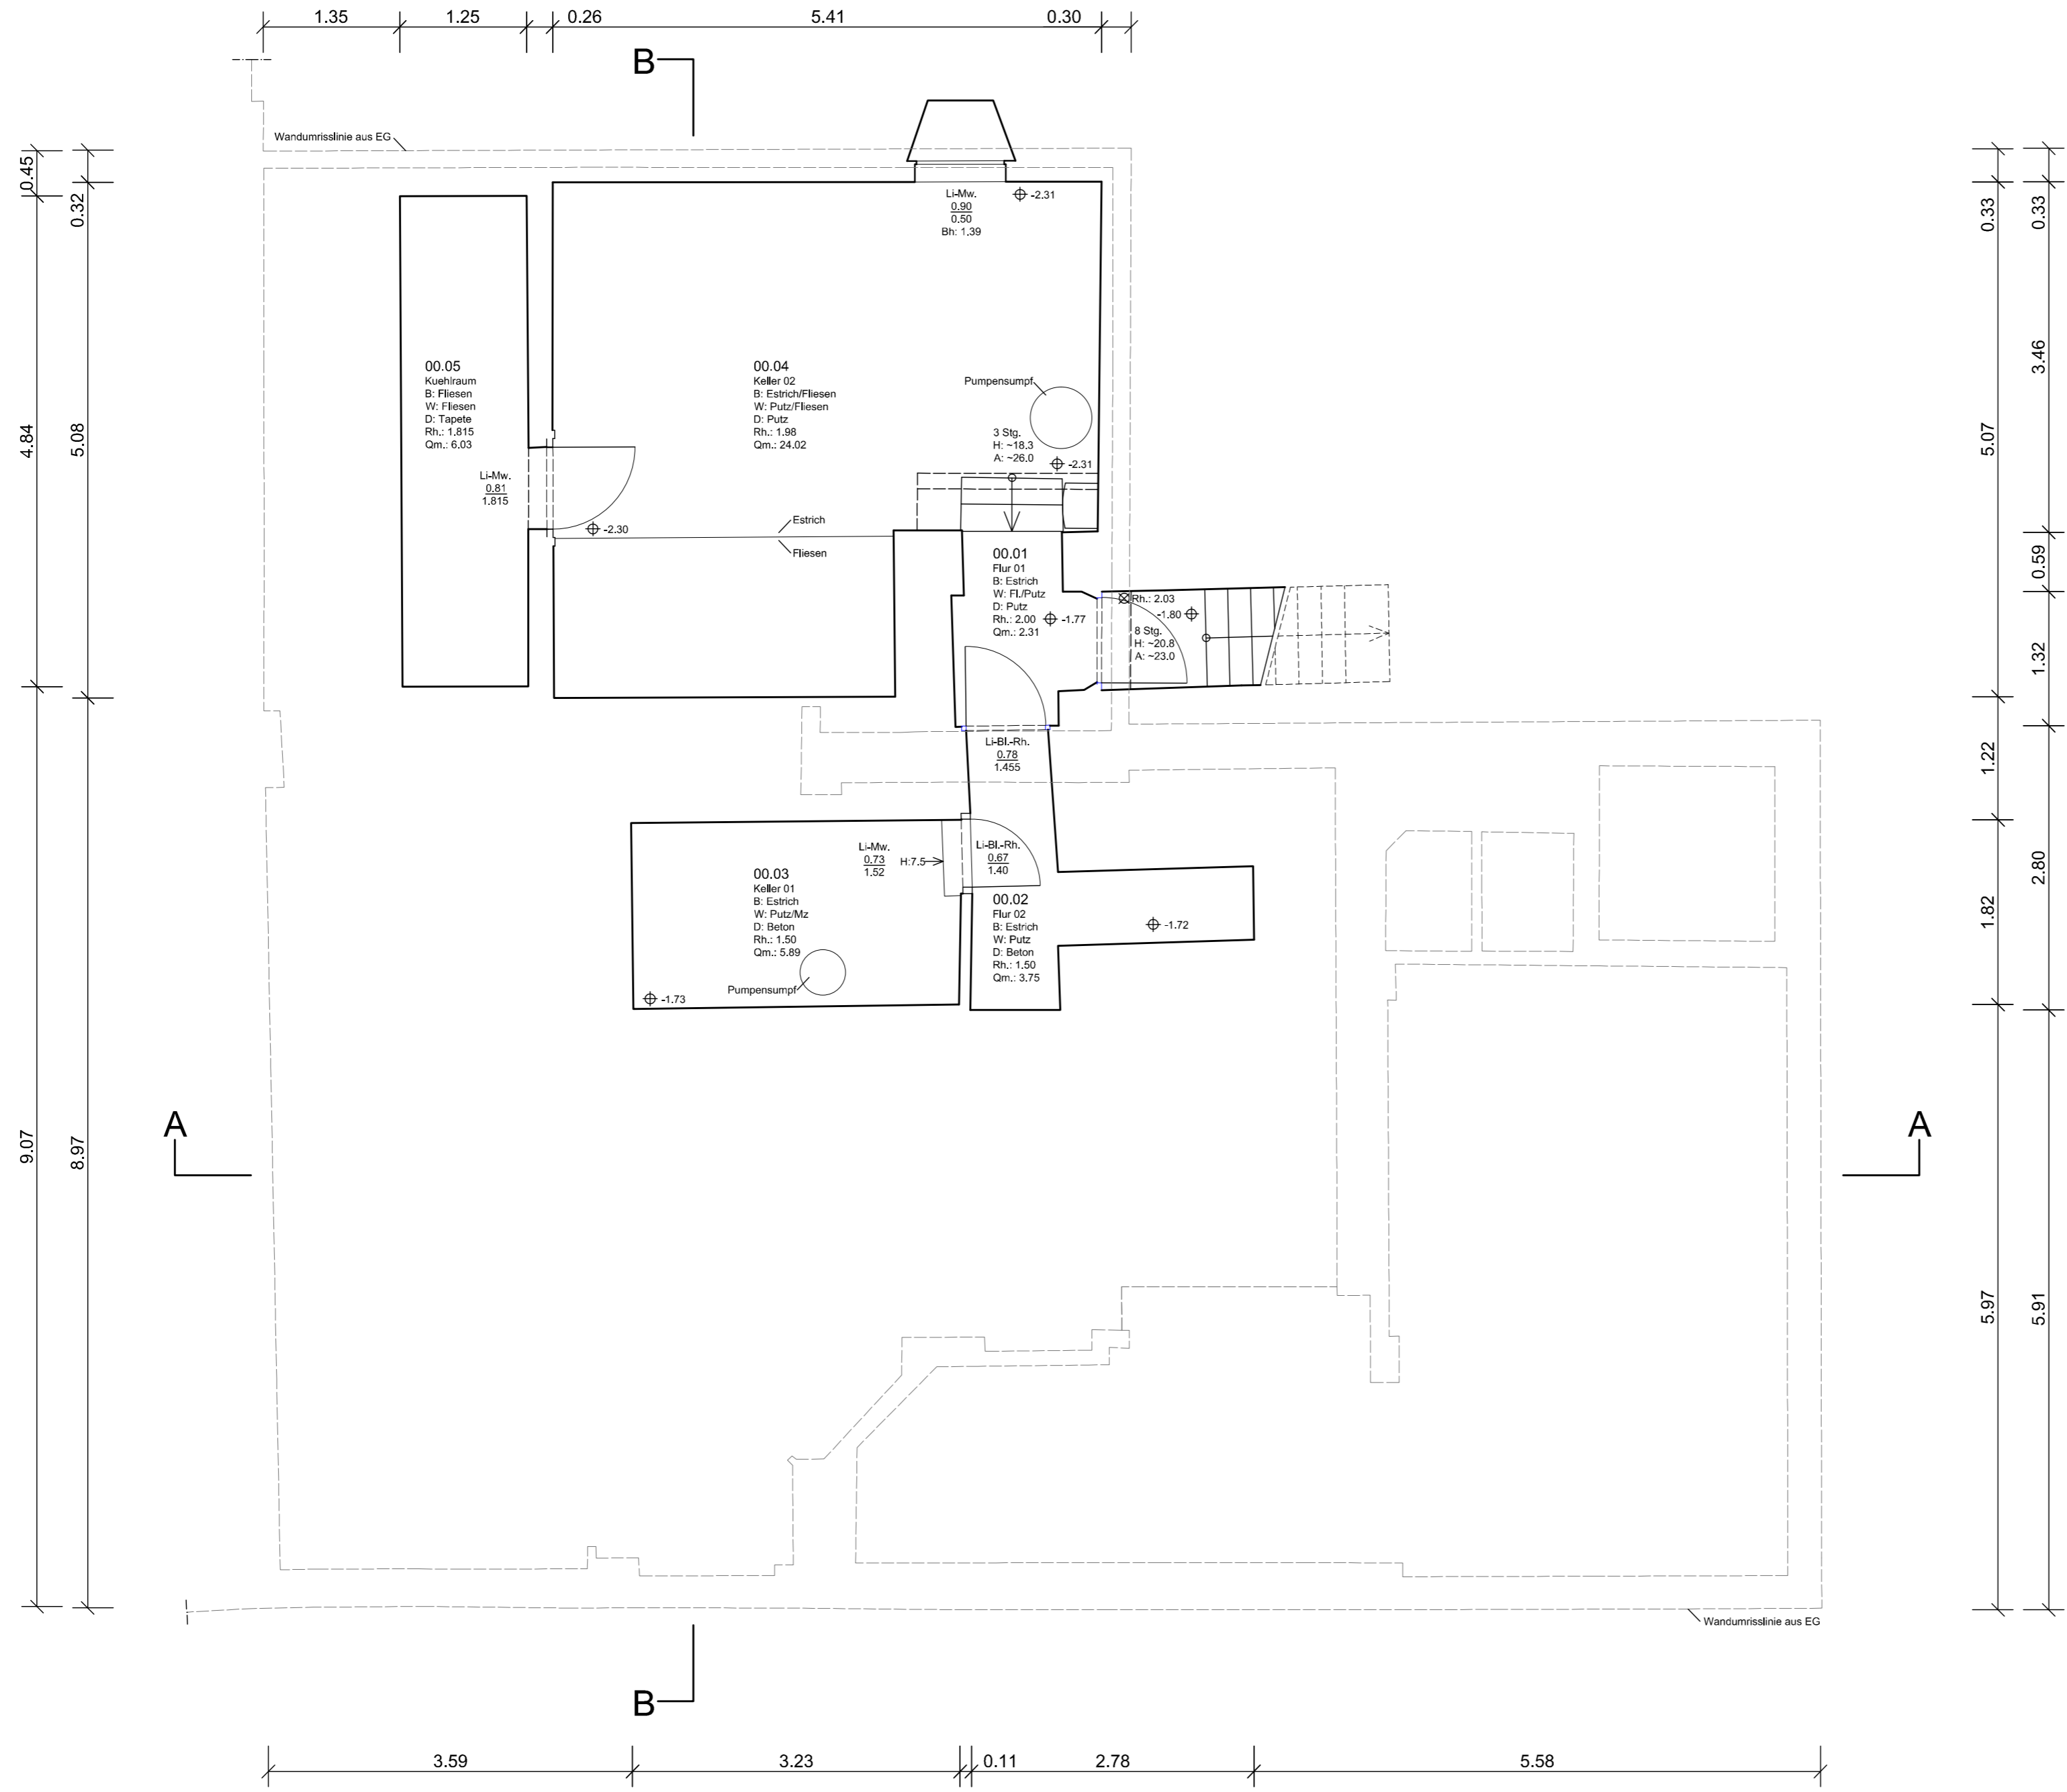 1.35 1.25 0.26 5.41 0.30
B
Wandumrisslinie aus EG
0.45
0.32
4.84
5.08
9.07
8.97
Li-Mw.
0.90
0.50
Bh: 1.39
-2.31
00.05
Kuehlraum
B: Fliesen
W: Fliesen
D: Tapete
Rh.: 1.815
Qm.: 6.03
00.04
Keller 02
B: Estrich/Fliesen
W: Putz/Fliesen
D: Putz
Rh.: 1.98
Qm.: 24.02
Pumpensumpf
3 Stg.
H: ~18.3
A: ~26.0
-2.31
Li-Mw.
0.81
1.815
-2.30
Estrich
Fliesen
00.01
Flur 01
B: Estrich
W: Fl./Putz
D: Putz
Rh.: 2.00
Qm.: 2.31
-1.77
Rh.: 2.03
-1.80
8 Stg.
H: ~20.8
A: ~23.0
Li-Bl.-Rh.
0.78
1.455
Li-Mw.
0.73
1.52
H:7.5
Li-Bl.-Rh.
0.67
1.40
00.03
Keller 01
B: Estrich
W: Putz/Mz
D: Beton
Rh.: 1.50
Qm.: 5.89
Pumpensumpf
-1.73
00.02
Flur 02
B: Estrich
W: Putz
D: Beton
Rh.: 1.50
Qm.: 3.75
-1.72
0.33
5.07
1.22
1.82
5.97
0.33
3.46
0.59
1.32
2.80
5.91
A
A
Wandumrisslinie aus EG
B
3.59 3.23 0.11 2.78 5.58